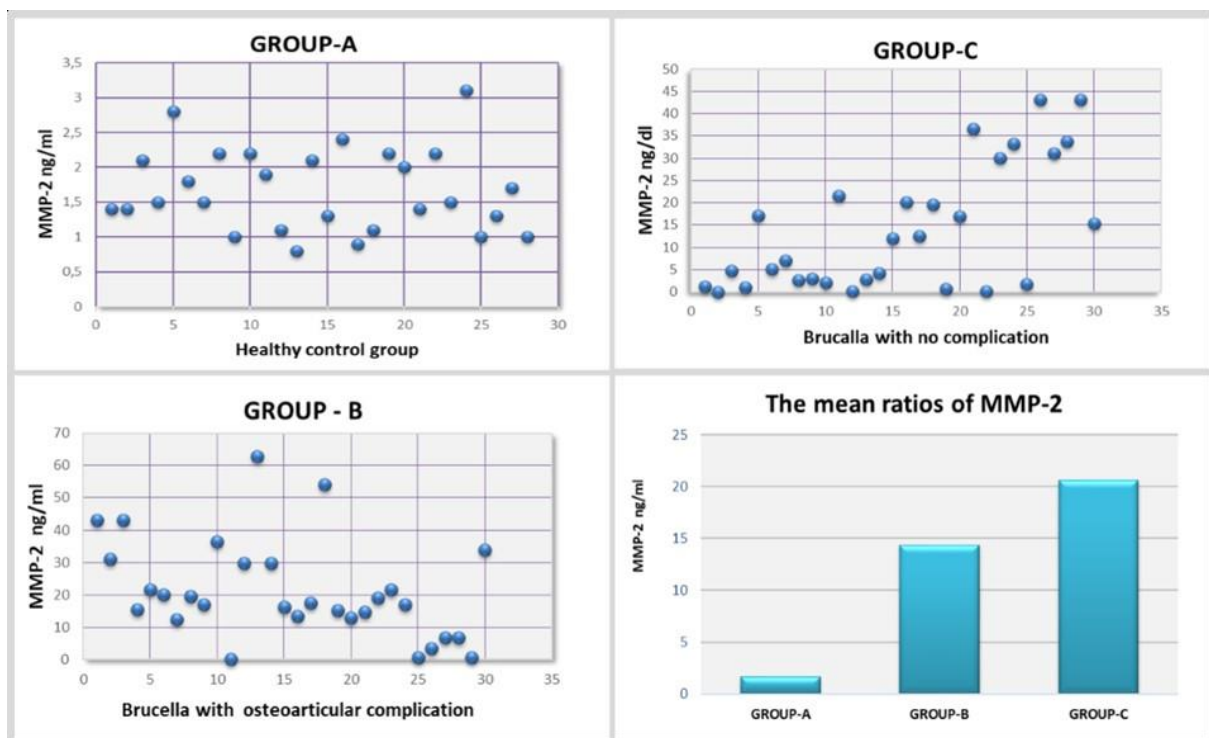 GROUP-A
MMP-2 ng/ml
3,5
3
2,5
2
1,5
1
0,5
0
0 5 10 15 20 25 30
Healthy control group
GROUP-C
MMP-2 ng/dl
50
45
40
35
30
25
20
15
10
5
0
0 5 10 15 20 25 30 35
Brucalla with no complication
GROUP - B
MMP-2 ng/ml
70
60
50
40
30
20
10
0
0 5 10 15 20 25 30 35
Brucella with osteoarticular complication
The mean ratios of MMP-2
MMP-2 ng/ml
25
20
15
10
5
0
GROUP-A GROUP-B GROUP-C